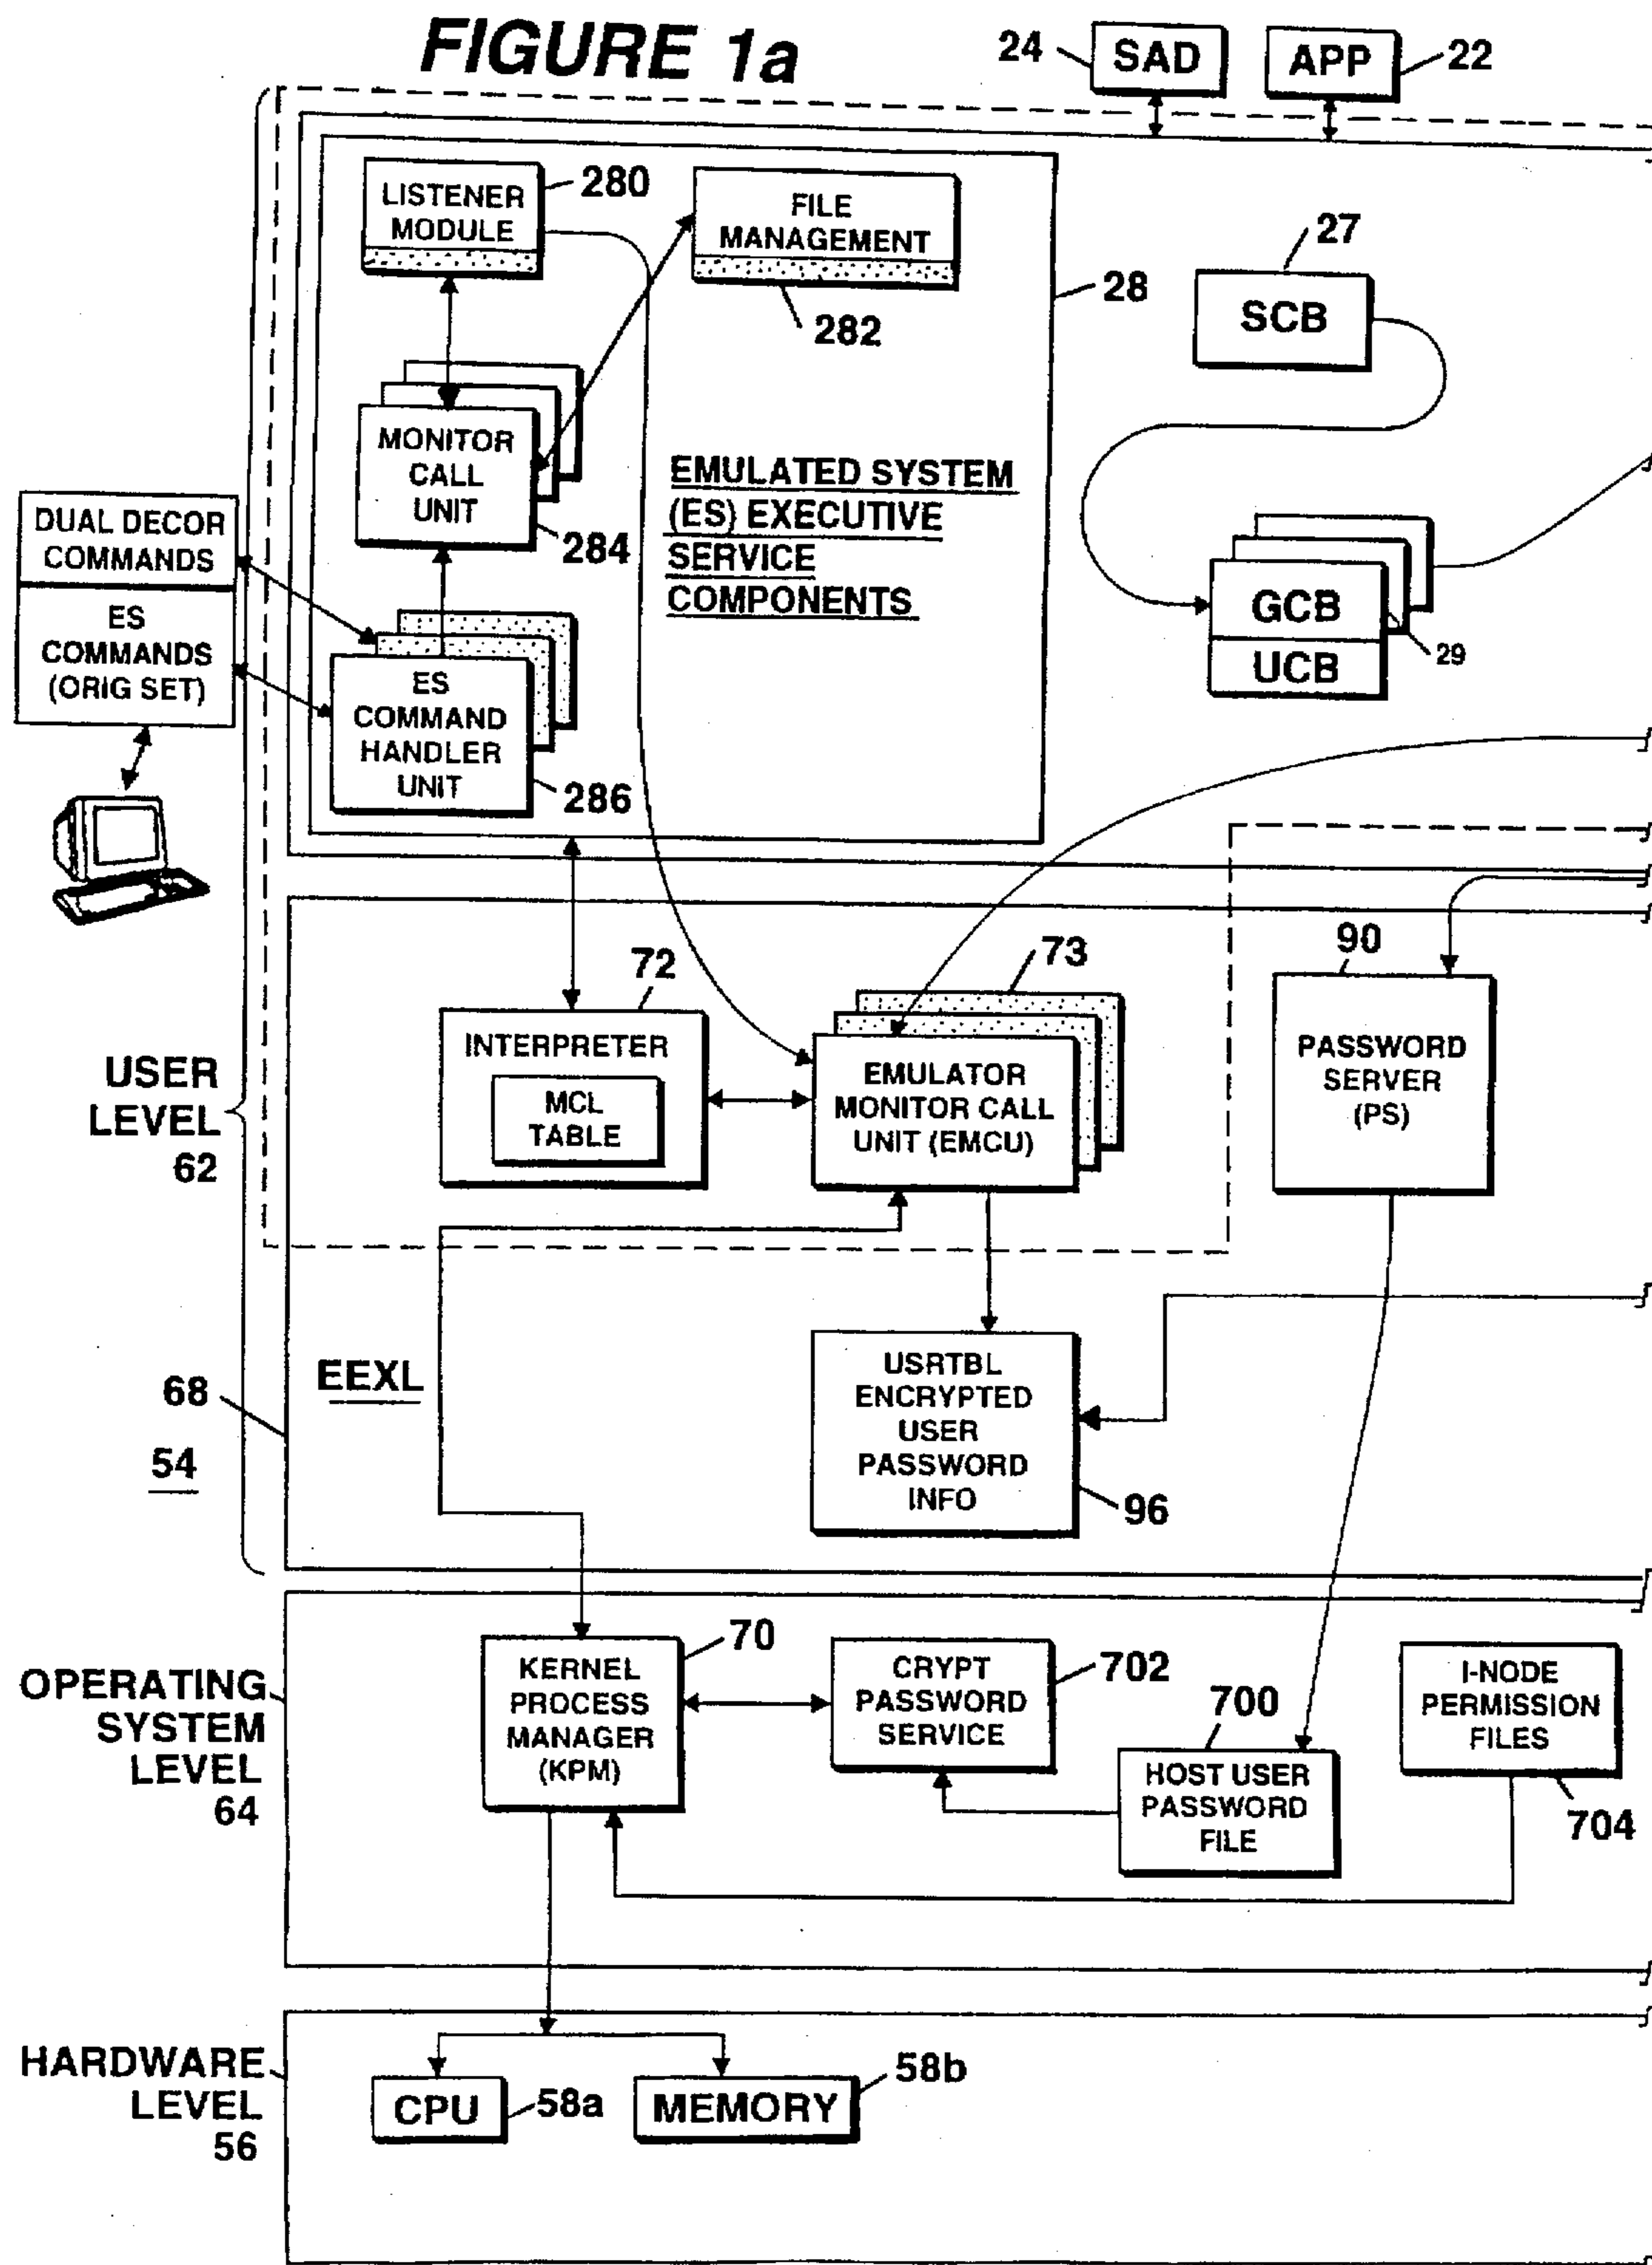 FIGURE 1a
24
SAD
APP
22
LISTENER
MODULE
280
FILE
MANAGEMENT
282
28
27
SCB
MONITOR
CALL
UNIT
284
EMULATED SYSTEM
(ES) EXECUTIVE
SERVICE
COMPONENTS
DUAL DECOR
COMMANDS
ES
COMMANDS
(ORIG SET)
GCB
UCB
29
ES
COMMAND
HANDLER
UNIT
286
72
INTERPRETER
MCL
TABLE
73
EMULATOR
MONITOR CALL
UNIT (EMCU)
90
PASSWORD
SERVER
(PS)
USER
LEVEL
62
68
54
EEXL
USRTBL
ENCRYPTED
USER
PASSWORD
INFO
96
OPERATING
SYSTEM
LEVEL
64
KERNEL
PROCESS
MANAGER
(KPM)
70
CRYPT
PASSWORD
SERVICE
702
700
HOST USER
PASSWORD
FILE
I-NODE
PERMISSION
FILES
704
HARDWARE
LEVEL
56
CPU
58a
MEMORY
58b